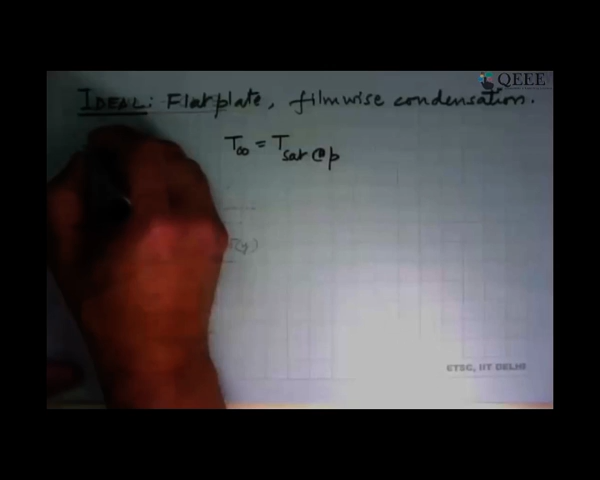 QEEE
IDEAL: Flat plate, filmwise condensation.
T∞ = Tsat @ p
(y)
ETSC, IIT DELHI